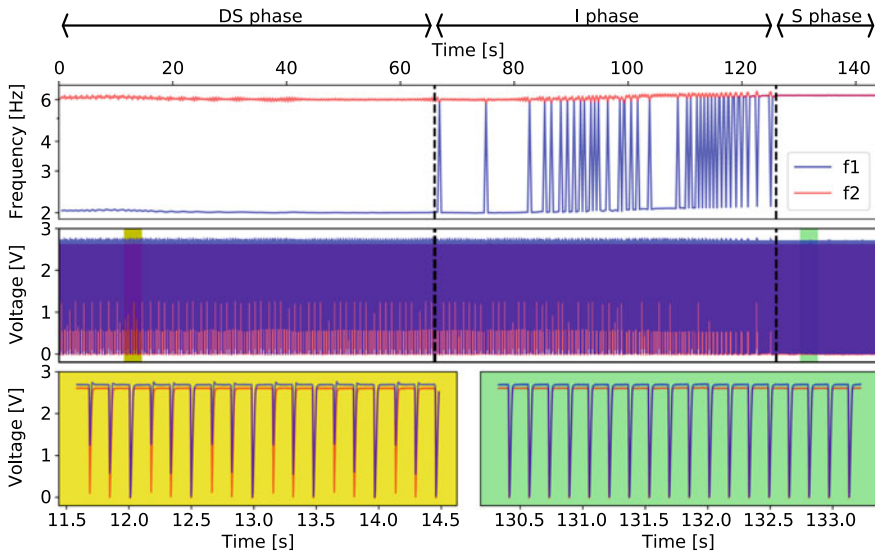 DS phase I phase S phase
Time [s]
0 20 40 60 80 100 120 140
Frequency [Hz]
6
4
3
2
f1
f2
Voltage [V]
3
2
1
0
Voltage [V]
3
2
1
0
11.5 12.0 12.5 13.0 13.5 14.0 14.5
Time [s]
130.5 131.0 131.5 132.0 132.5 133.0
Time [s]